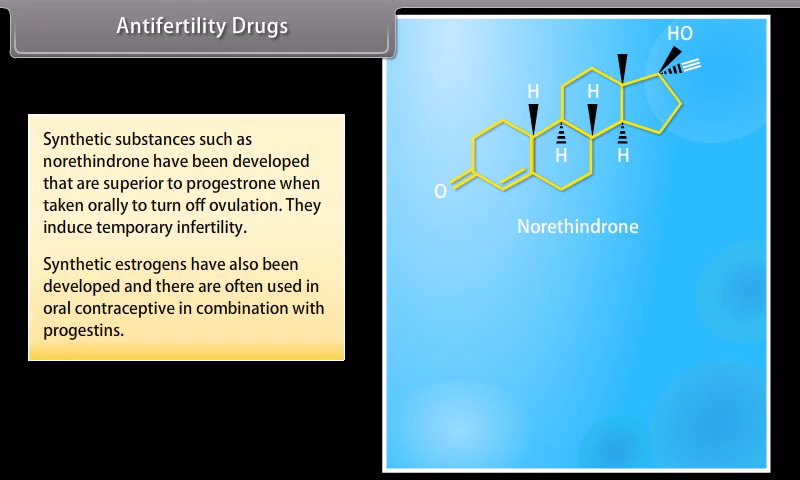 Antifertility Drugs
Synthetic substances such as
norethindrone have been developed
that are superior to progestrone when
taken orally to turn off ovulation. They
induce temporary infertility.
Synthetic estrogens have also been
developed and there are often used in
oral contraceptive in combination with
progestins.
HO
H H
H H
O
Norethindrone